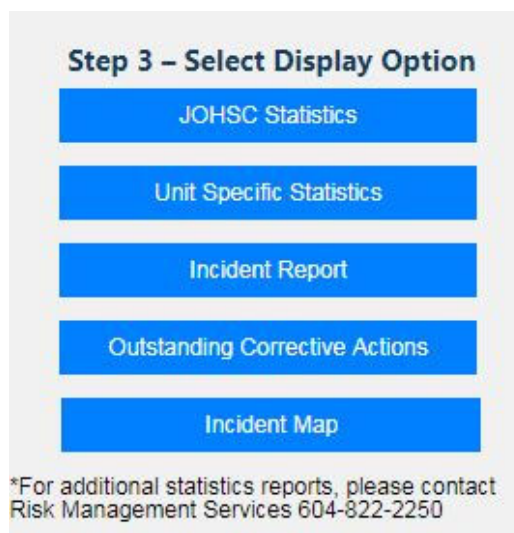 Step 3 – Select Display Option
JOHSC Statistics
Unit Specific Statistics
Incident Report
Outstanding Corrective Actions
Incident Map
*For additional statistics reports, please contact
Risk Management Services 604-822-2250